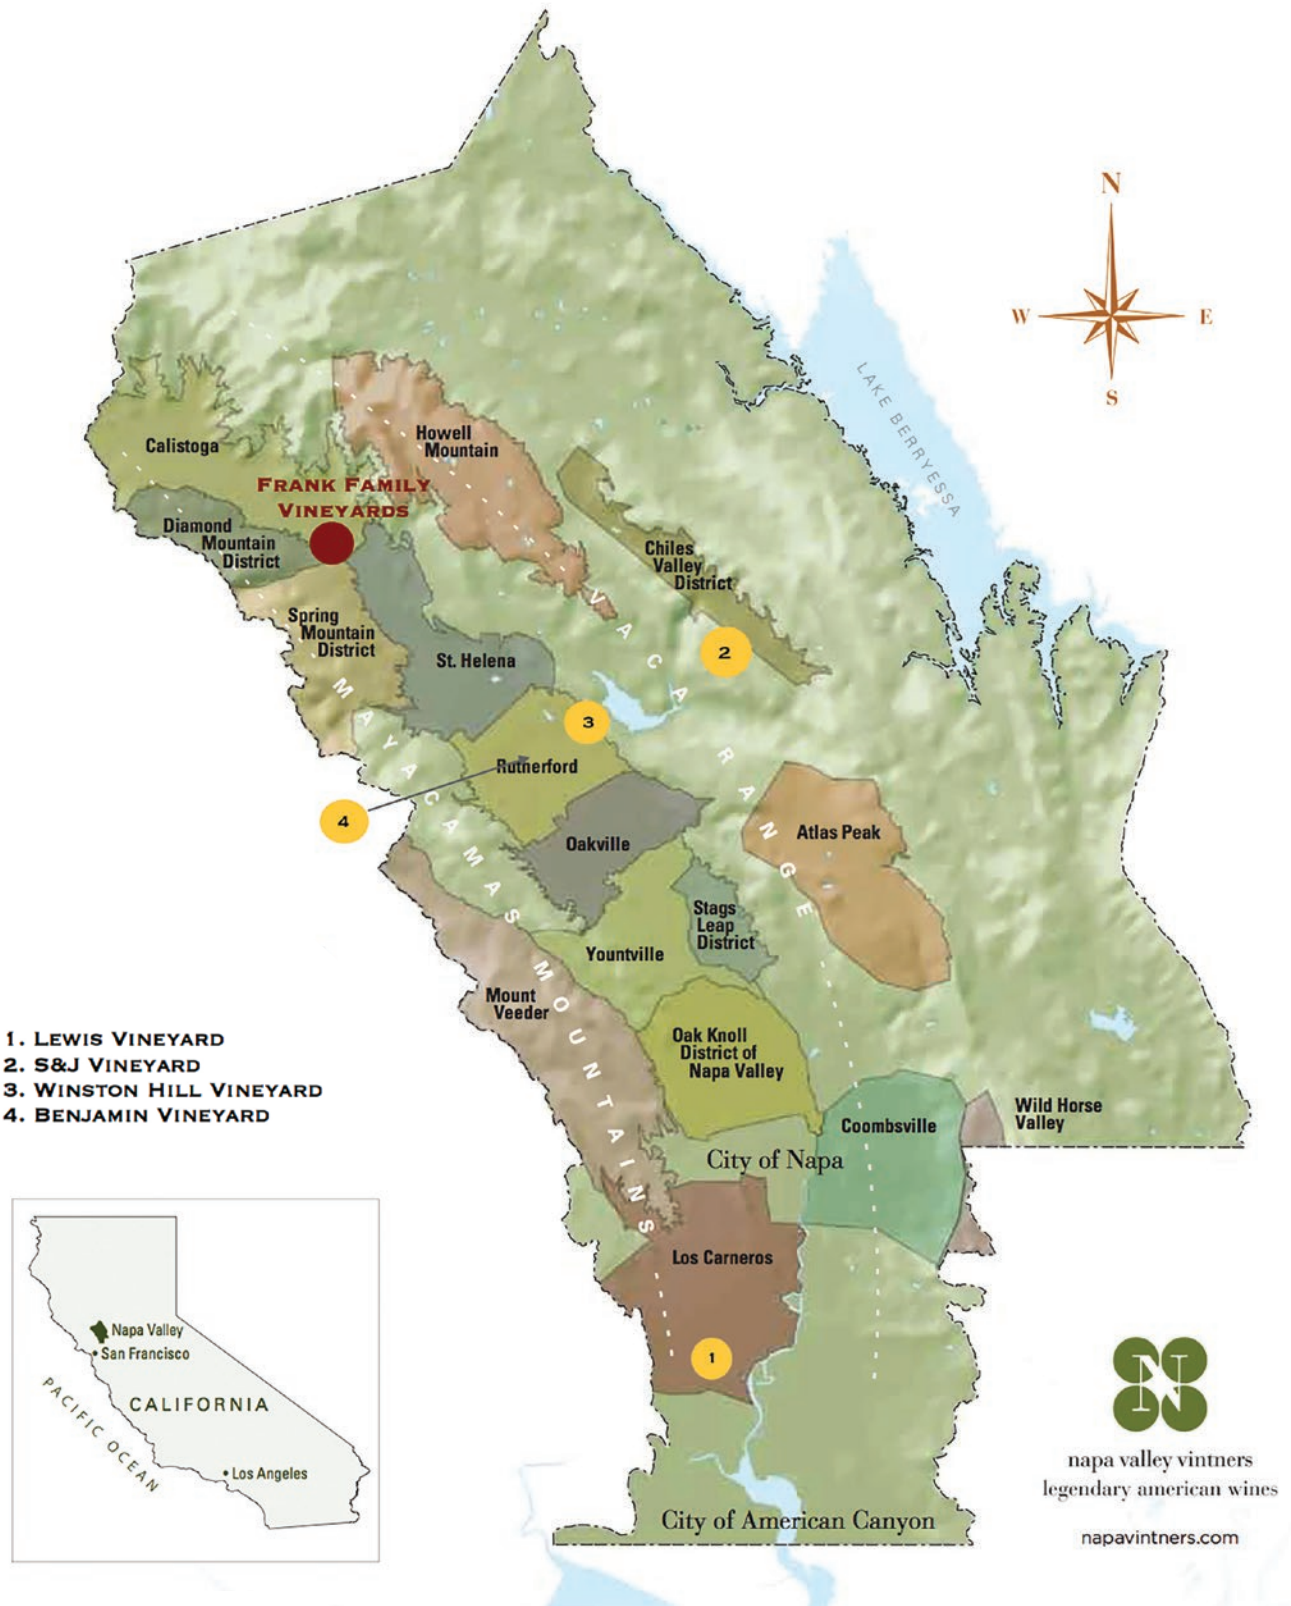 N
W
E
S
LAKE BERRYESSA
Calistoga
Howell
Mountain
FRANK FAMILY
VINEYARDS
Diamond
Mountain
District
Chiles
Valley
District
Spring
Mountain
District
St. Helena
VACA RANGE
2
3
MAYACAMAS MOUNTAINS
Rutherford
4
Oakville
Atlas Peak
Stags
Leap
District
Yountville
Mount
Veeder
Oak Knoll
District of
Napa Valley
1. LEWIS VINEYARD
2. S&J VINEYARD
3. WINSTON HILL VINEYARD
4. BENJAMIN VINEYARD
Coombsville
Wild Horse
Valley
City of Napa
Los Carneros
1
City of American Canyon
Napa Valley
San Francisco
CALIFORNIA
PACIFIC OCEAN
Los Angeles
N N
N
napa valley vintners
legendary american wines
napavintners.com